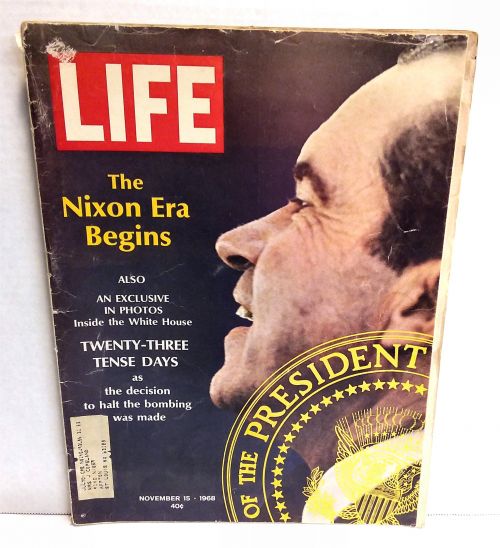 LIFE
The
Nixon Era
Begins
ALSO
AN EXCLUSIVE
IN PHOTOS
Inside the White House
TWENTY-THREE
TENSE DAYS
as
the decision
to halt the bombing
was made
OF THE PRESIDENT
NOVEMBER 15 · 1968
40¢